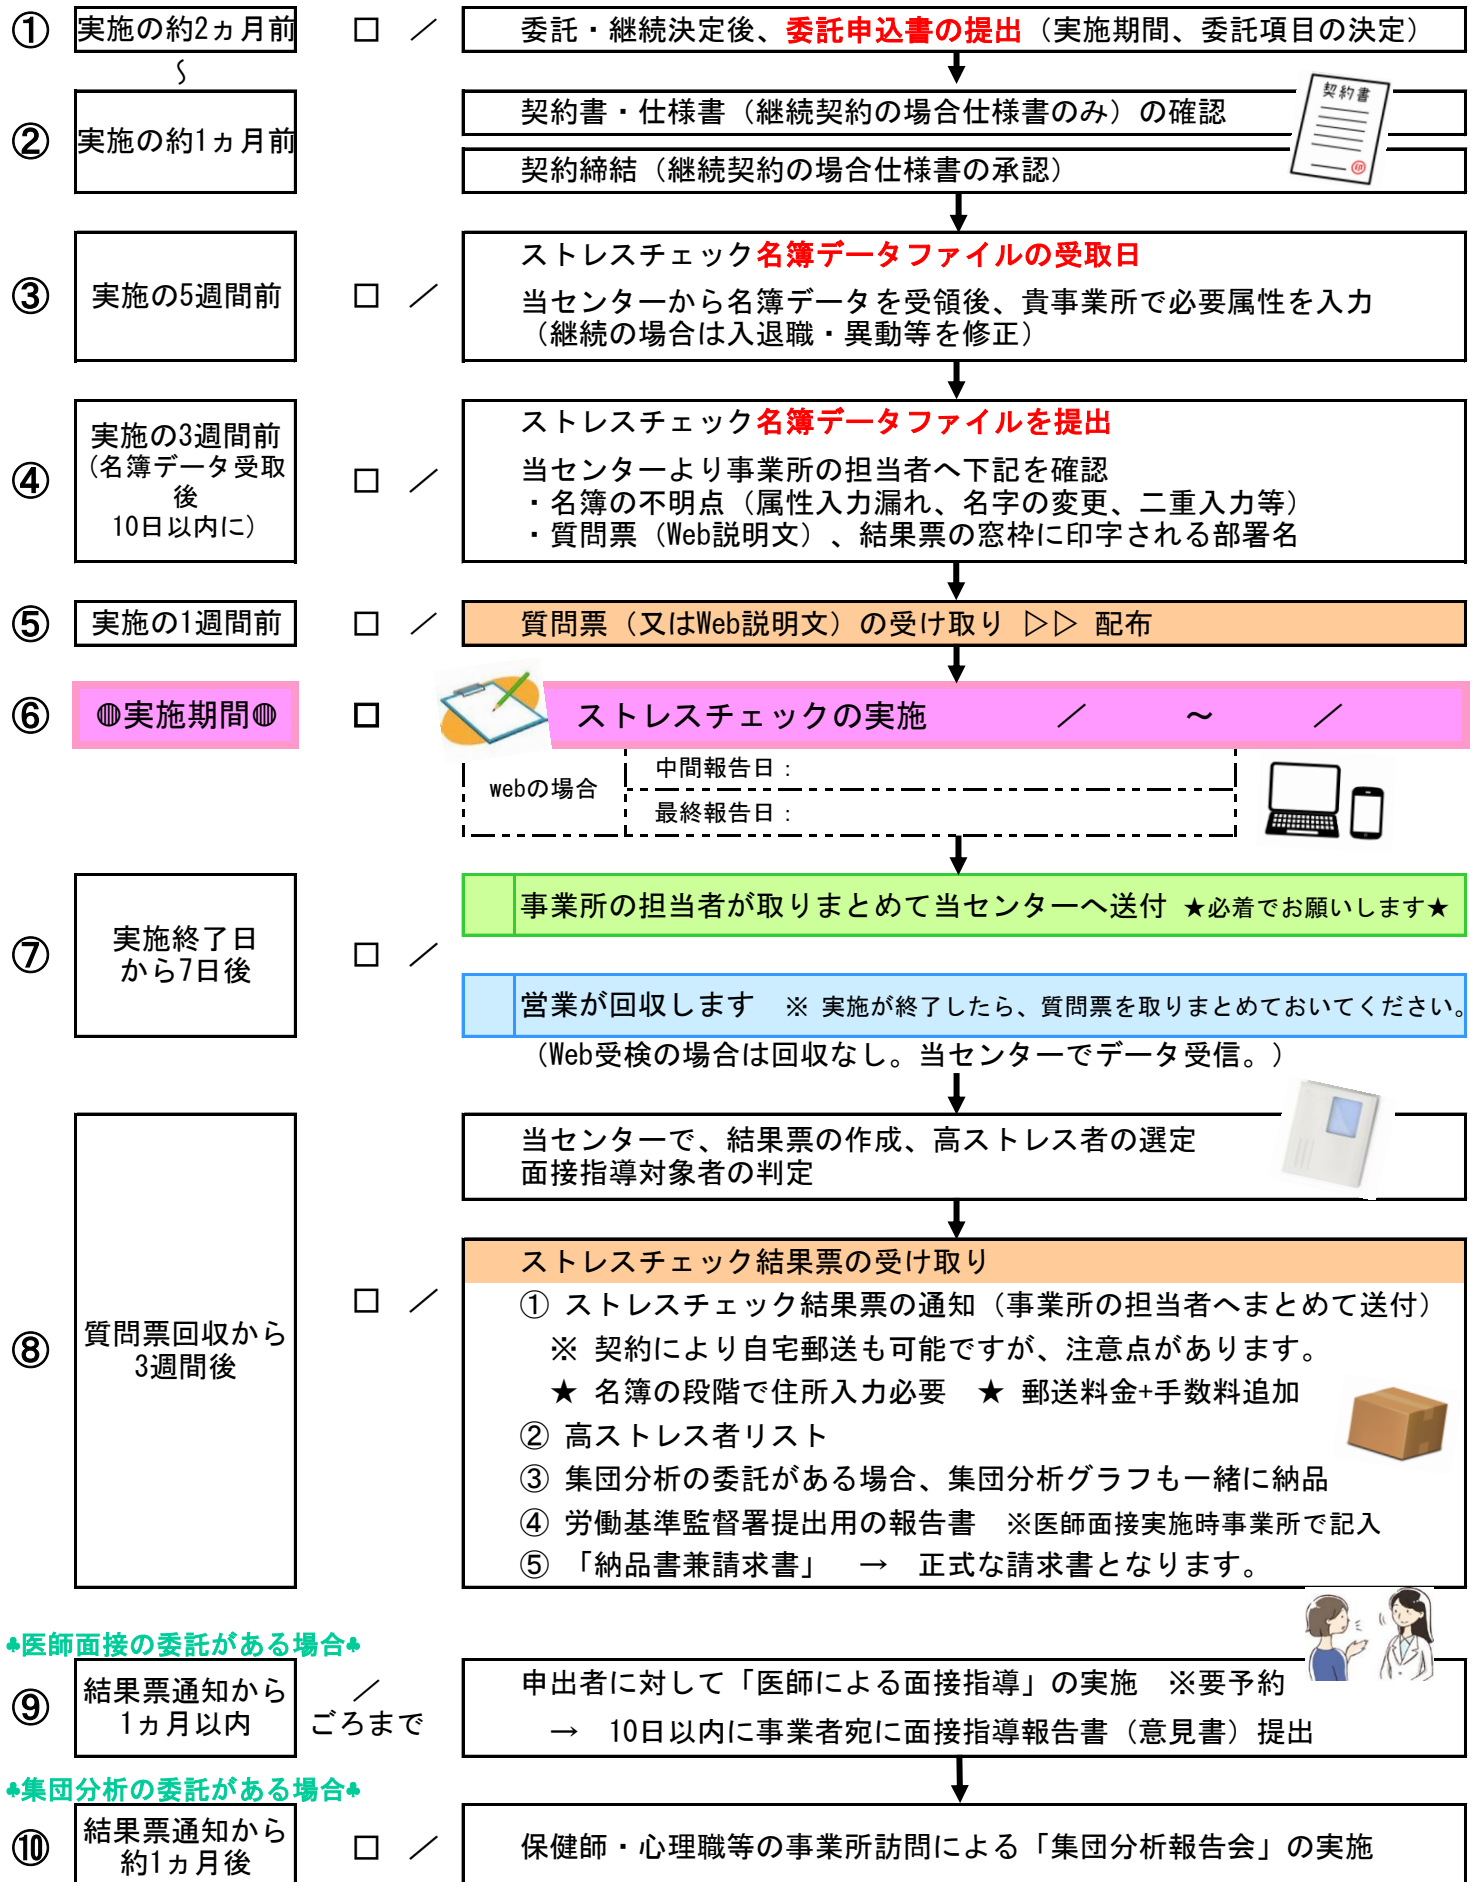 ① 実施の約2ヵ月前 □ ／ 委託・継続決定後、委託申込書の提出（実施期間、委託項目の決定）
〜
② 実施の約1ヵ月前
契約書・仕様書（継続契約の場合仕様書のみ）の確認
契約書
印
契約締結（継続契約の場合仕様書の承認）
③ 実施の5週間前 □ ／
ストレスチェック名簿データファイルの受取日
当センターから名簿データを受領後、貴事業所で必要属性を入力
（継続の場合は入退職・異動等を修正）
④ 実施の3週間前
（名簿データ受取
後
10日以内に）
□ ／
ストレスチェック名簿データファイルを提出
当センターより事業所の担当者へ下記を確認
・名簿の不明点（属性入力漏れ、名字の変更、二重入力等）
・質問票（Web説明文）、結果票の窓枠に印字される部署名
⑤ 実施の1週間前 □ ／ 質問票（又はWeb説明文）の受け取り ▷▷ 配布
⑥ ◍実施期間◍ □ ストレスチェックの実施 ／ ～ ／
webの場合
中間報告日：
最終報告日：
⑦ 実施終了日
から7日後
□ ／
事業所の担当者が取りまとめて当センターへ送付 ★必着でお願いします★
営業が回収します ※ 実施が終了したら、質問票を取りまとめておいてください。
（Web受検の場合は回収なし。当センターでデータ受信。）
⑧ 質問票回収から
3週間後
□ ／
当センターで、結果票の作成、高ストレス者の選定
面接指導対象者の判定
ストレスチェック結果票の受け取り
① ストレスチェック結果票の通知（事業所の担当者へまとめて送付）
※ 契約により自宅郵送も可能ですが、注意点があります。
★ 名簿の段階で住所入力必要 ★ 郵送料金+手数料追加
② 高ストレス者リスト
③ 集団分析の委託がある場合、集団分析グラフも一緒に納品
④ 労働基準監督署提出用の報告書 ※医師面接実施時事業所で記入
⑤ 「納品書兼請求書」 → 正式な請求書となります。
♣医師面接の委託がある場合♣
⑨ 結果票通知から
1ヵ月以内
／
ごろまで
申出者に対して「医師による面接指導」の実施 ※要予約
→ 10日以内に事業者宛に面接指導報告書（意見書）提出
♣集団分析の委託がある場合♣
⑩ 結果票通知から
約1ヵ月後
□ ／ 保健師・心理職等の事業所訪問による「集団分析報告会」の実施